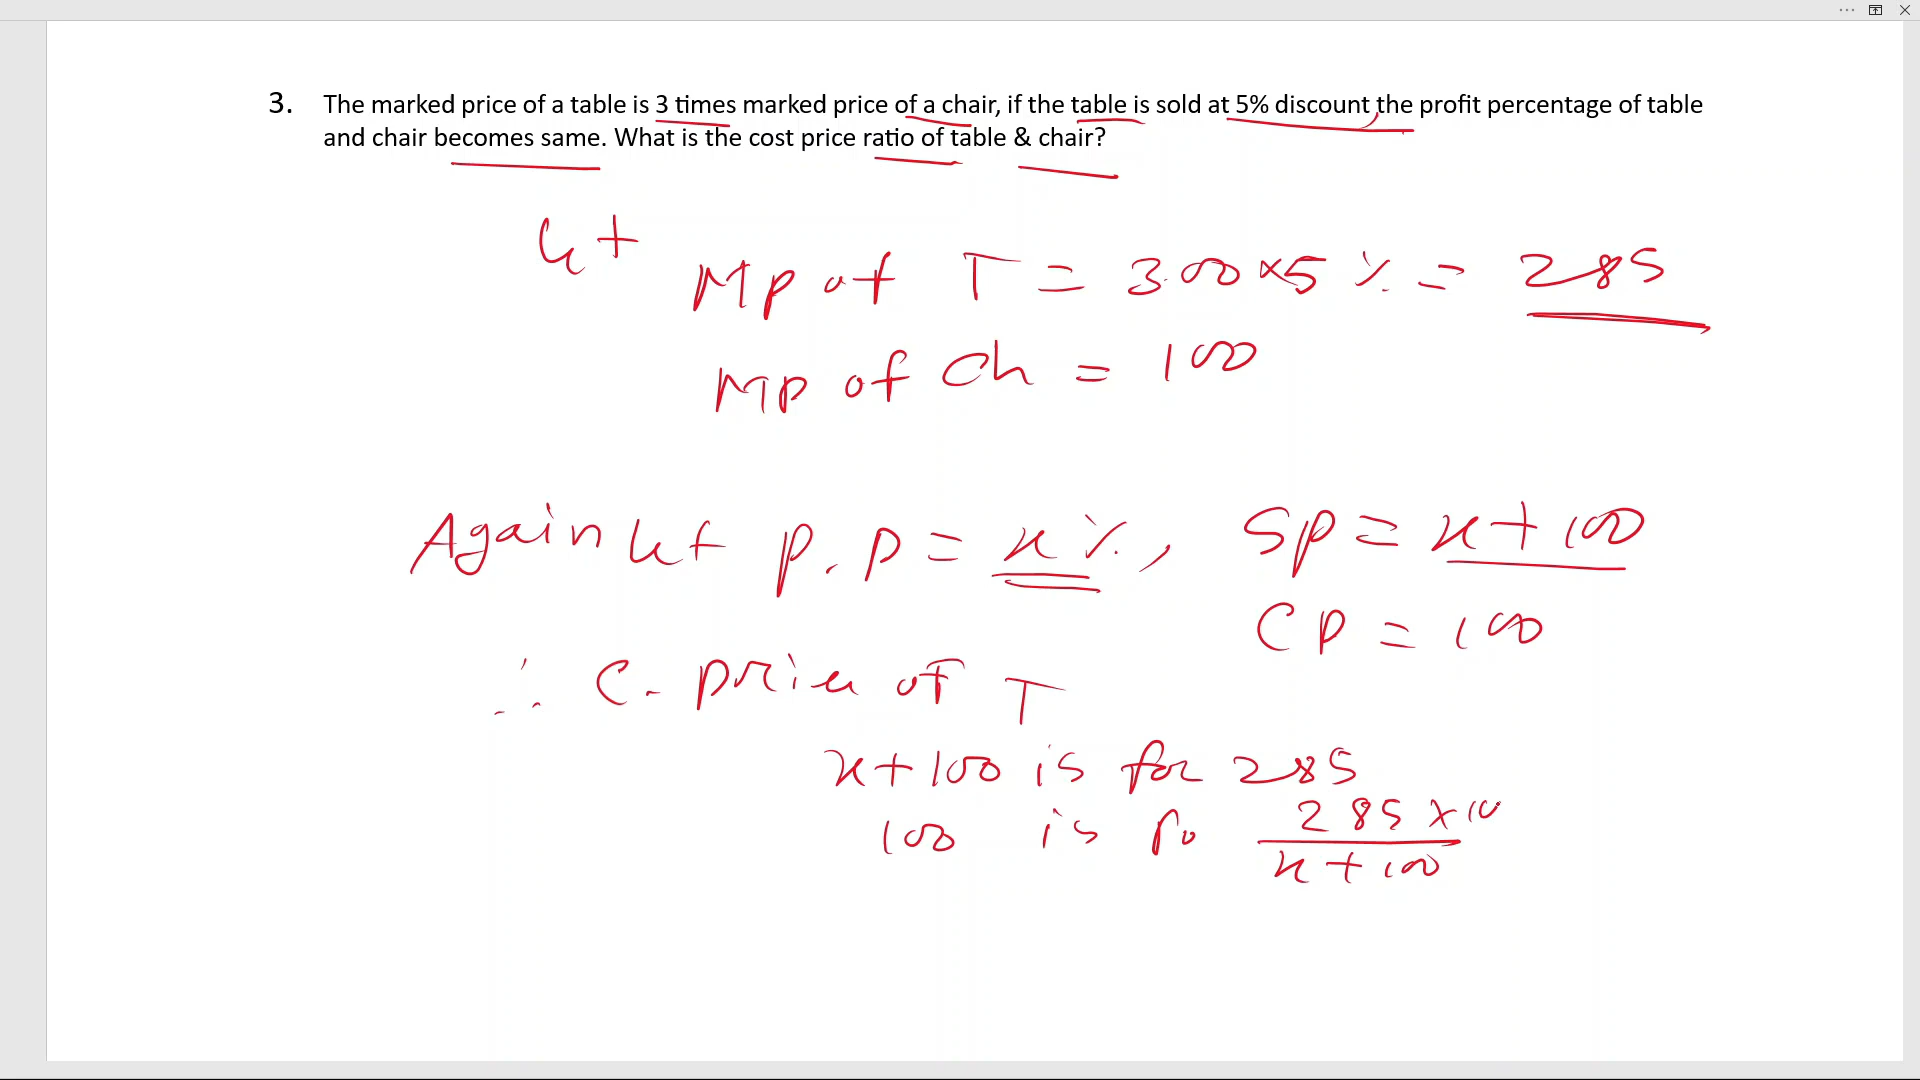 3. The marked price of a table is 3 times marked price of a chair, if the table is sold at 5% discount the profit percentage of table
and chair becomes same. What is the cost price ratio of table & chair?
let
Mp of T = 300 x 5 % = 285
Mp of Ch = 100
Again let p. p = x %, Sp = x + 100
Cp = 100
∴ C. price of T
x + 100 is for 285
100 is fo 285 x 100 / x + 100